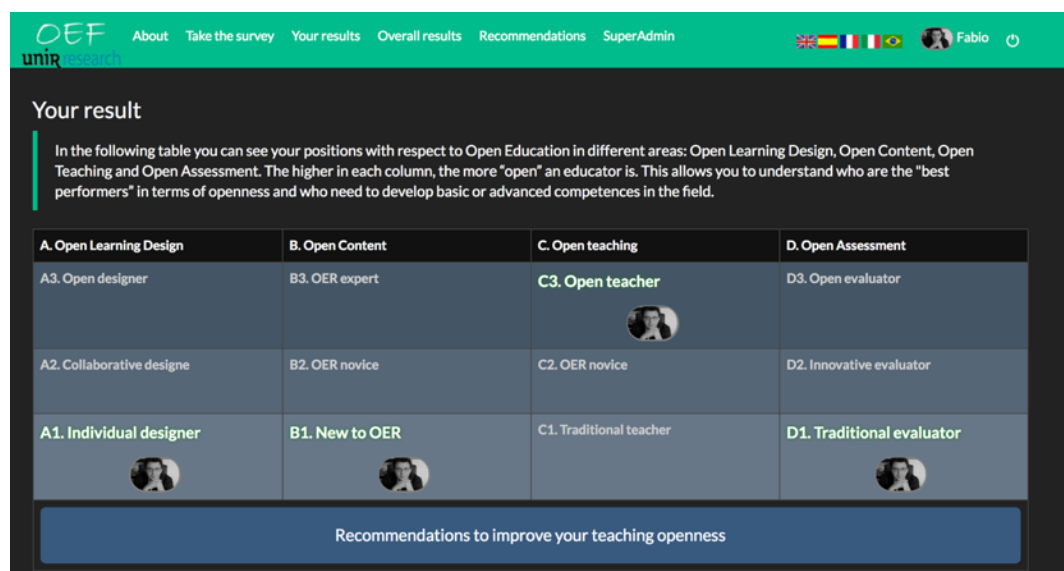 OEF
unir research
About Take the survey Your results Overall results Recommendations SuperAdmin Fabio
Your result
In the following table you can see your positions with respect to Open Education in different areas: Open Learning Design, Open Content, Open
Teaching and Open Assessment. The higher in each column, the more “open” an educator is. This allows you to understand who are the "best
performers” in terms of openness and who need to develop basic or advanced competences in the field.
A. Open Learning Design B. Open Content C. Open teaching D. Open Assessment
A3. Open designer B3. OER expert C3. Open teacher D3. Open evaluator
A2. Collaborative designe B2. OER novice C2. OER novice D2. Innovative evaluator
A1. Individual designer B1. New to OER C1. Traditional teacher D1. Traditional evaluator
Recommendations to improve your teaching openness